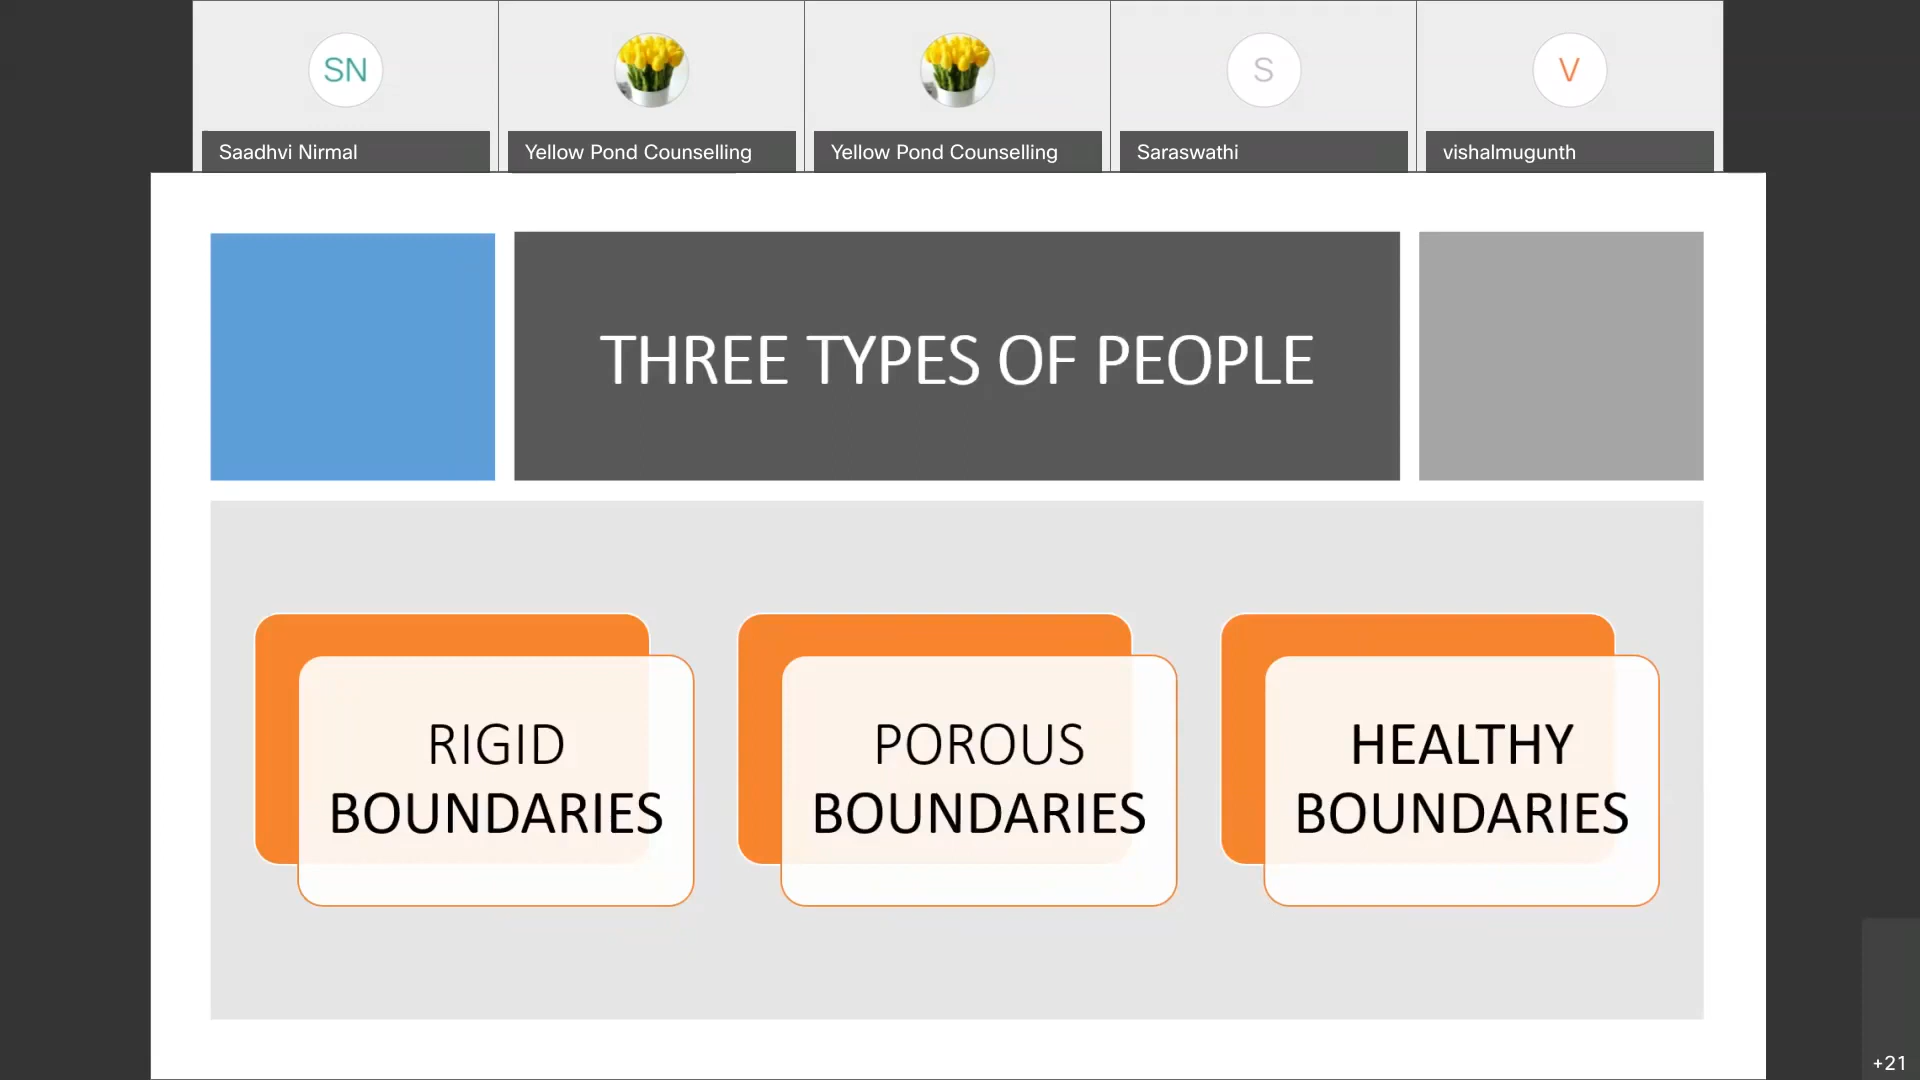 SN
S
V
Saadhvi Nirmal
Yellow Pond Counselling
Yellow Pond Counselling
Saraswathi
vishalmugunth
THREE TYPES OF PEOPLE
RIGID
BOUNDARIES
POROUS
BOUNDARIES
HEALTHY
BOUNDARIES
+21